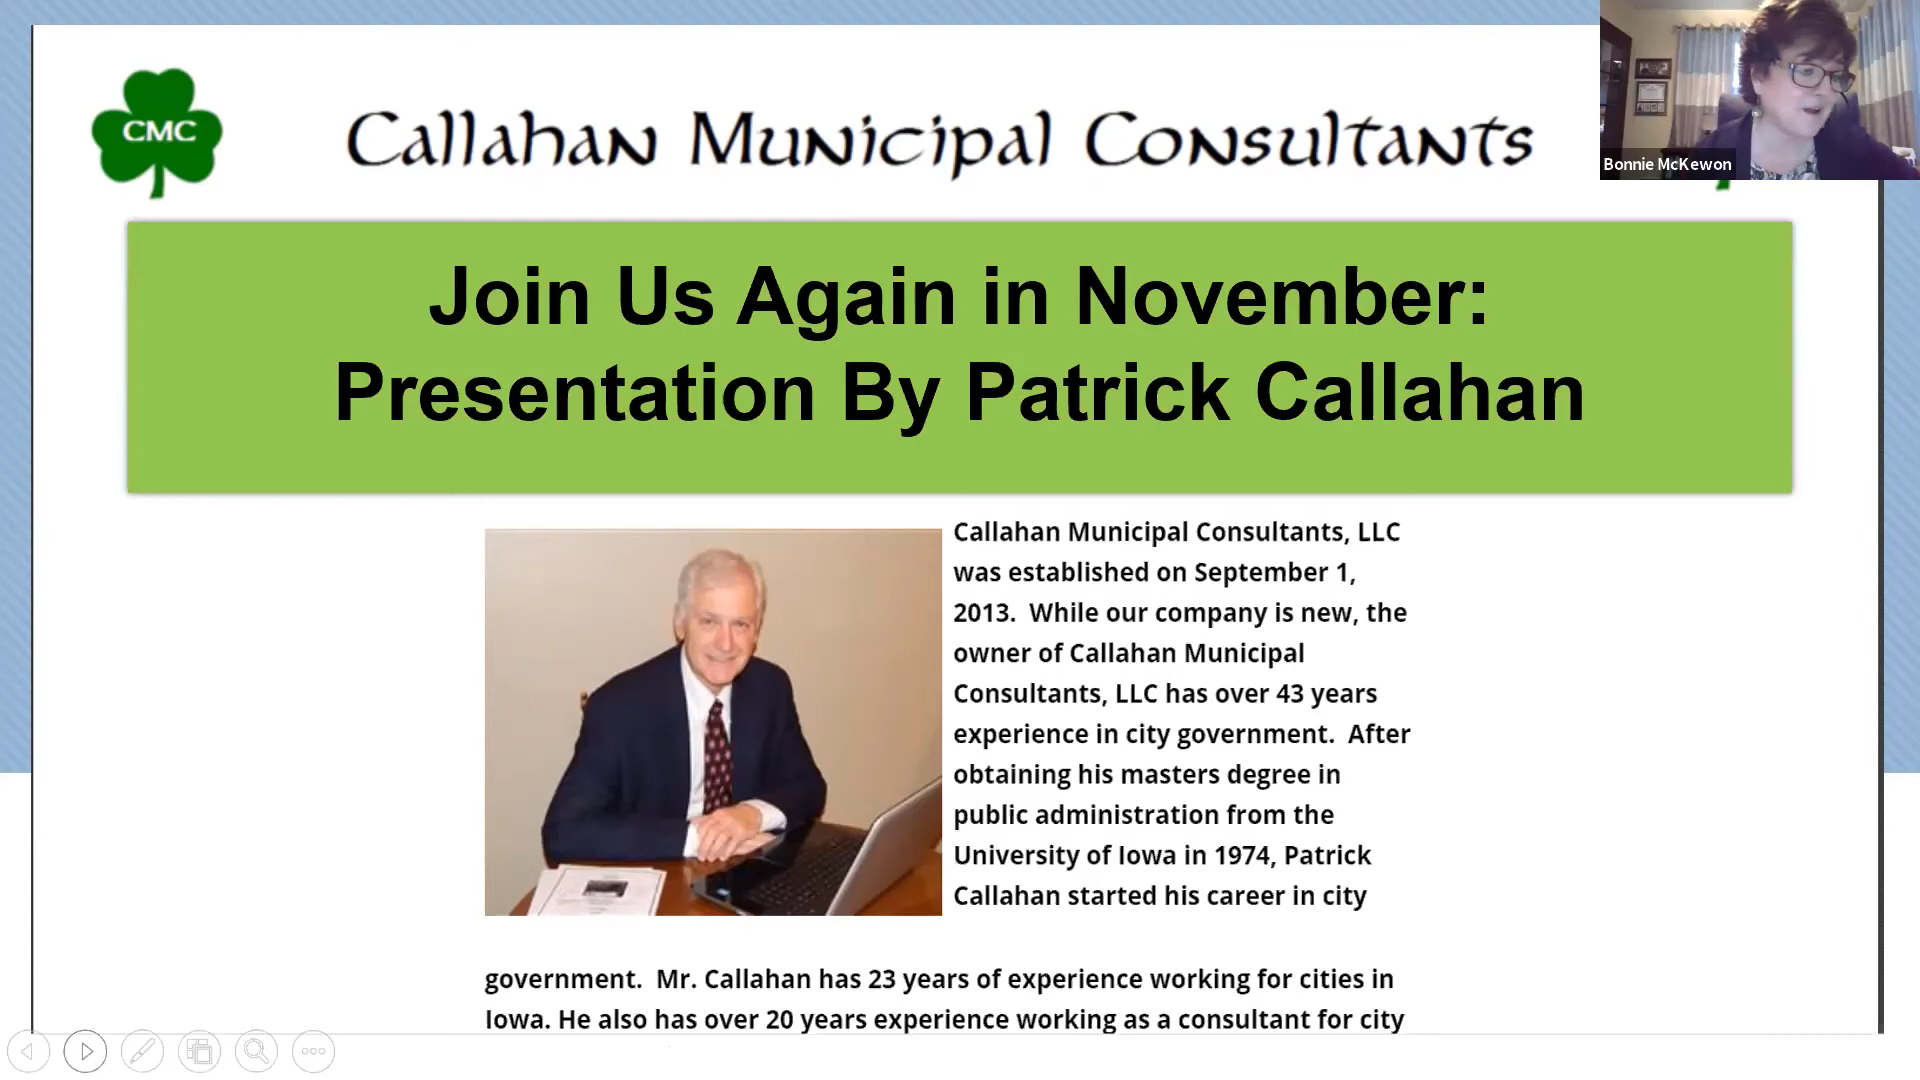 CMC
Callahan Municipal Consultants
Bonnie McKewon
Join Us Again in November:
Presentation By Patrick Callahan
Callahan Municipal Consultants, LLC
was established on September 1,
2013.  While our company is new, the
owner of Callahan Municipal
Consultants, LLC has over 43 years
experience in city government.  After
obtaining his masters degree in
public administration from the
University of Iowa in 1974, Patrick
Callahan started his career in city
government.  Mr. Callahan has 23 years of experience working for cities in
Iowa. He also has over 20 years experience working as a consultant for city